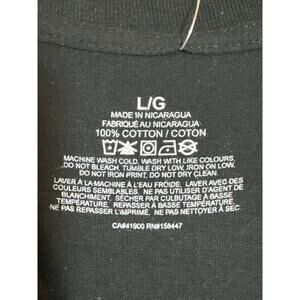 L/G
MADE IN NICARAGUA
FABRIQUÉ AU NICARAGUA
100% COTTON / COTON
MACHINE WASH COLD, WASH WITH LIKE COLOURS,
DO NOT BLEACH, TUMBLE DRY LOW, IRON ON LOW.
DO NOT IRON PRINT, DO NOT DRY CLEAN.
LAVER À LA MACHINE À L'EAU FROIDE, LAVER AVEC DES
COULEURS SEMBLABLES. NE PAS UTILISER D'AGENT DE
BLANCHIMENT, SÉCHER PAR CULBUTAGE À BASSE
TEMPÉRATURE, REPASSER À BASSE TEMPÉRATURE.
NE PAS REPASSER L'IMPRIMÉ, NE PAS NETTOYER À SEC.
CA#41900 RN#158447